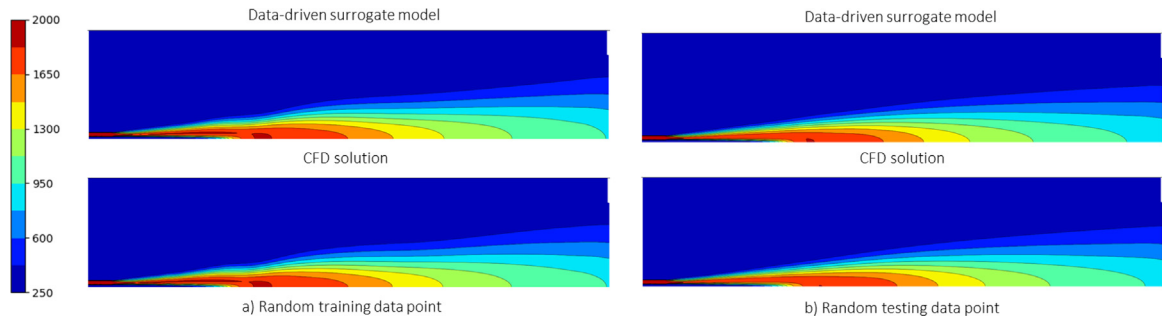 Data-driven surrogate model
Data-driven surrogate model
2000
1650
1300
950
600
250
CFD solution
CFD solution
a) Random training data point
b) Random testing data point